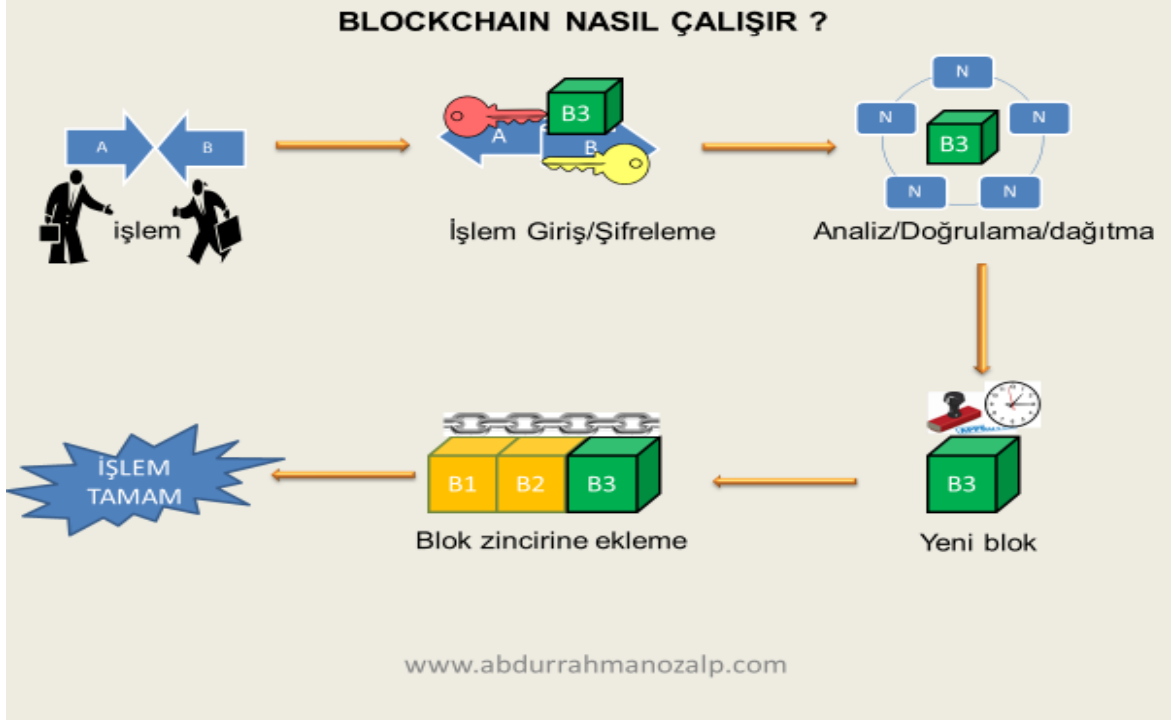 BLOCKCHAIN NASIL ÇALIŞIR ?
A
B
işlem
B3
A
B
İşlem Giriş/Şifreleme
N
N
N
B3
N
N
Analiz/Doğrulama/dağıtma
İŞLEM
TAMAM
B1
B2
B3
Blok zincirine ekleme
B3
Yeni blok
www.abdurrahmanozalp.com